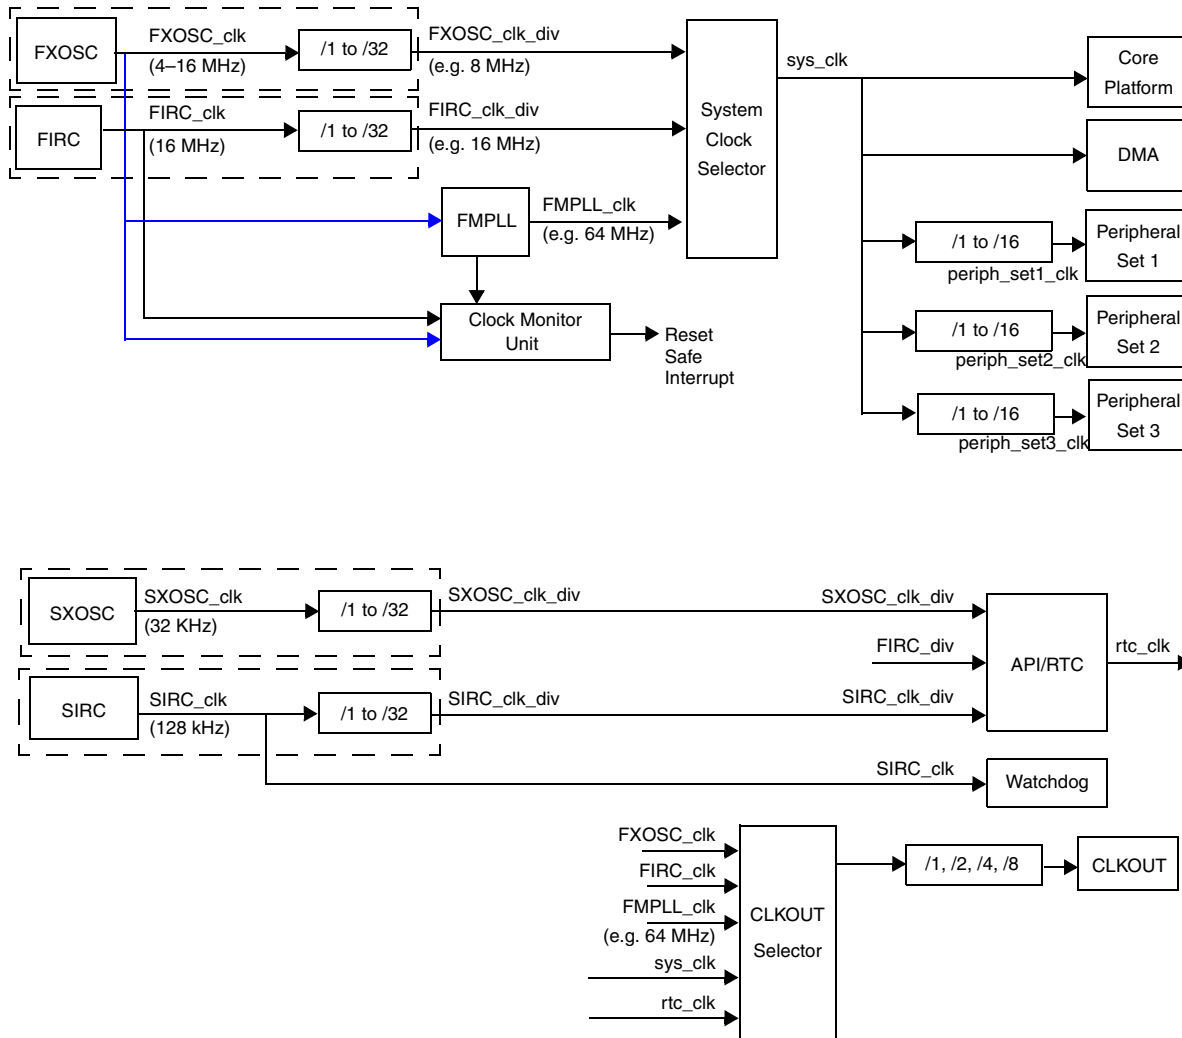 FXOSC
FXOSC_clk
(4–16 MHz)
/1 to /32
FXOSC_clk_div
(e.g. 8 MHz)
FIRC
FIRC_clk
(16 MHz)
/1 to /32
FIRC_clk_div
(e.g. 16 MHz)
System
Clock
Selector
sys_clk
Core
Platform
DMA
FMPLL
FMPLL_clk
(e.g. 64 MHz)
/1 to /16
periph_set1_clk
Peripheral
Set 1
Clock Monitor
Unit
Reset
Safe
Interrupt
/1 to /16
periph_set2_clk
Peripheral
Set 2
/1 to /16
periph_set3_clk
Peripheral
Set 3
SXOSC
SXOSC_clk
(32 KHz)
/1 to /32
SXOSC_clk_div
SXOSC_clk_div
FIRC_div
API/RTC
rtc_clk
SIRC
SIRC_clk
(128 kHz)
/1 to /32
SIRC_clk_div
SIRC_clk_div
SIRC_clk
Watchdog
FXOSC_clk
FIRC_clk
FMPLL_clk
(e.g. 64 MHz)
sys_clk
rtc_clk
CLKOUT
Selector
/1, /2, /4, /8
CLKOUT